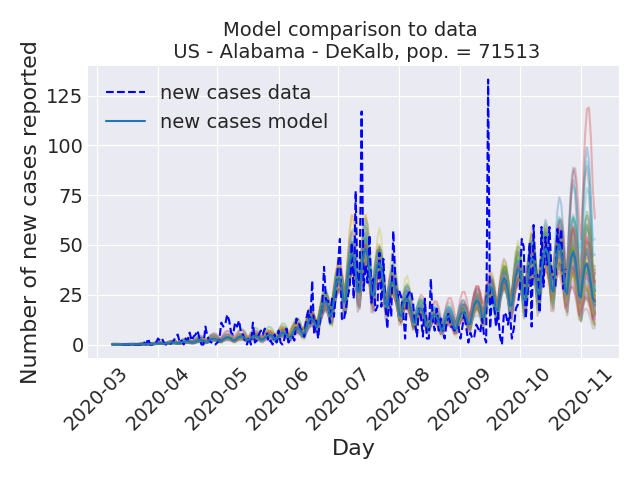 Model comparison to data
US - Alabama - DeKalb, pop. = 71513
Number of new cases reported
125
100
75
50
25
0
new cases data
new cases model
2020-03
2020-04
2020-05
2020-06
2020-07
2020-08
2020-09
2020-10
2020-11
Day